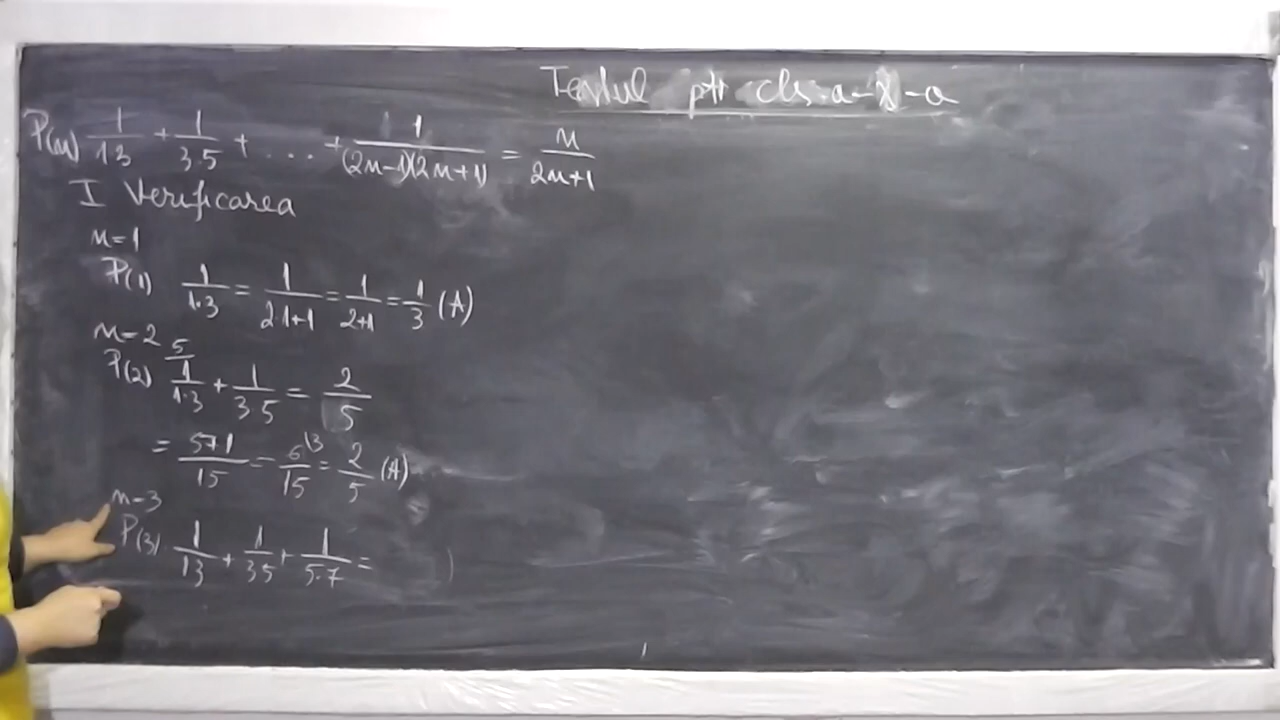 Testul ptr cls. a-X-a
P(n) 1/1·3 + 1/3·5 + ... + 1/(2n-1)(2n+1) = n/2n+1
I Verificarea
n=1
P(1) 1/1·3 = 1/2·1+1 = 1/2+1 = 1/3 (A)
n=2
P(2) 5/ 1/1·3 + 1/3·5 = 2/5
= 5+1/15 = 6/15 (3 = 2/5 (A)
n=3
P(3) 1/1·3 + 1/3·5 + 1/5·7 =